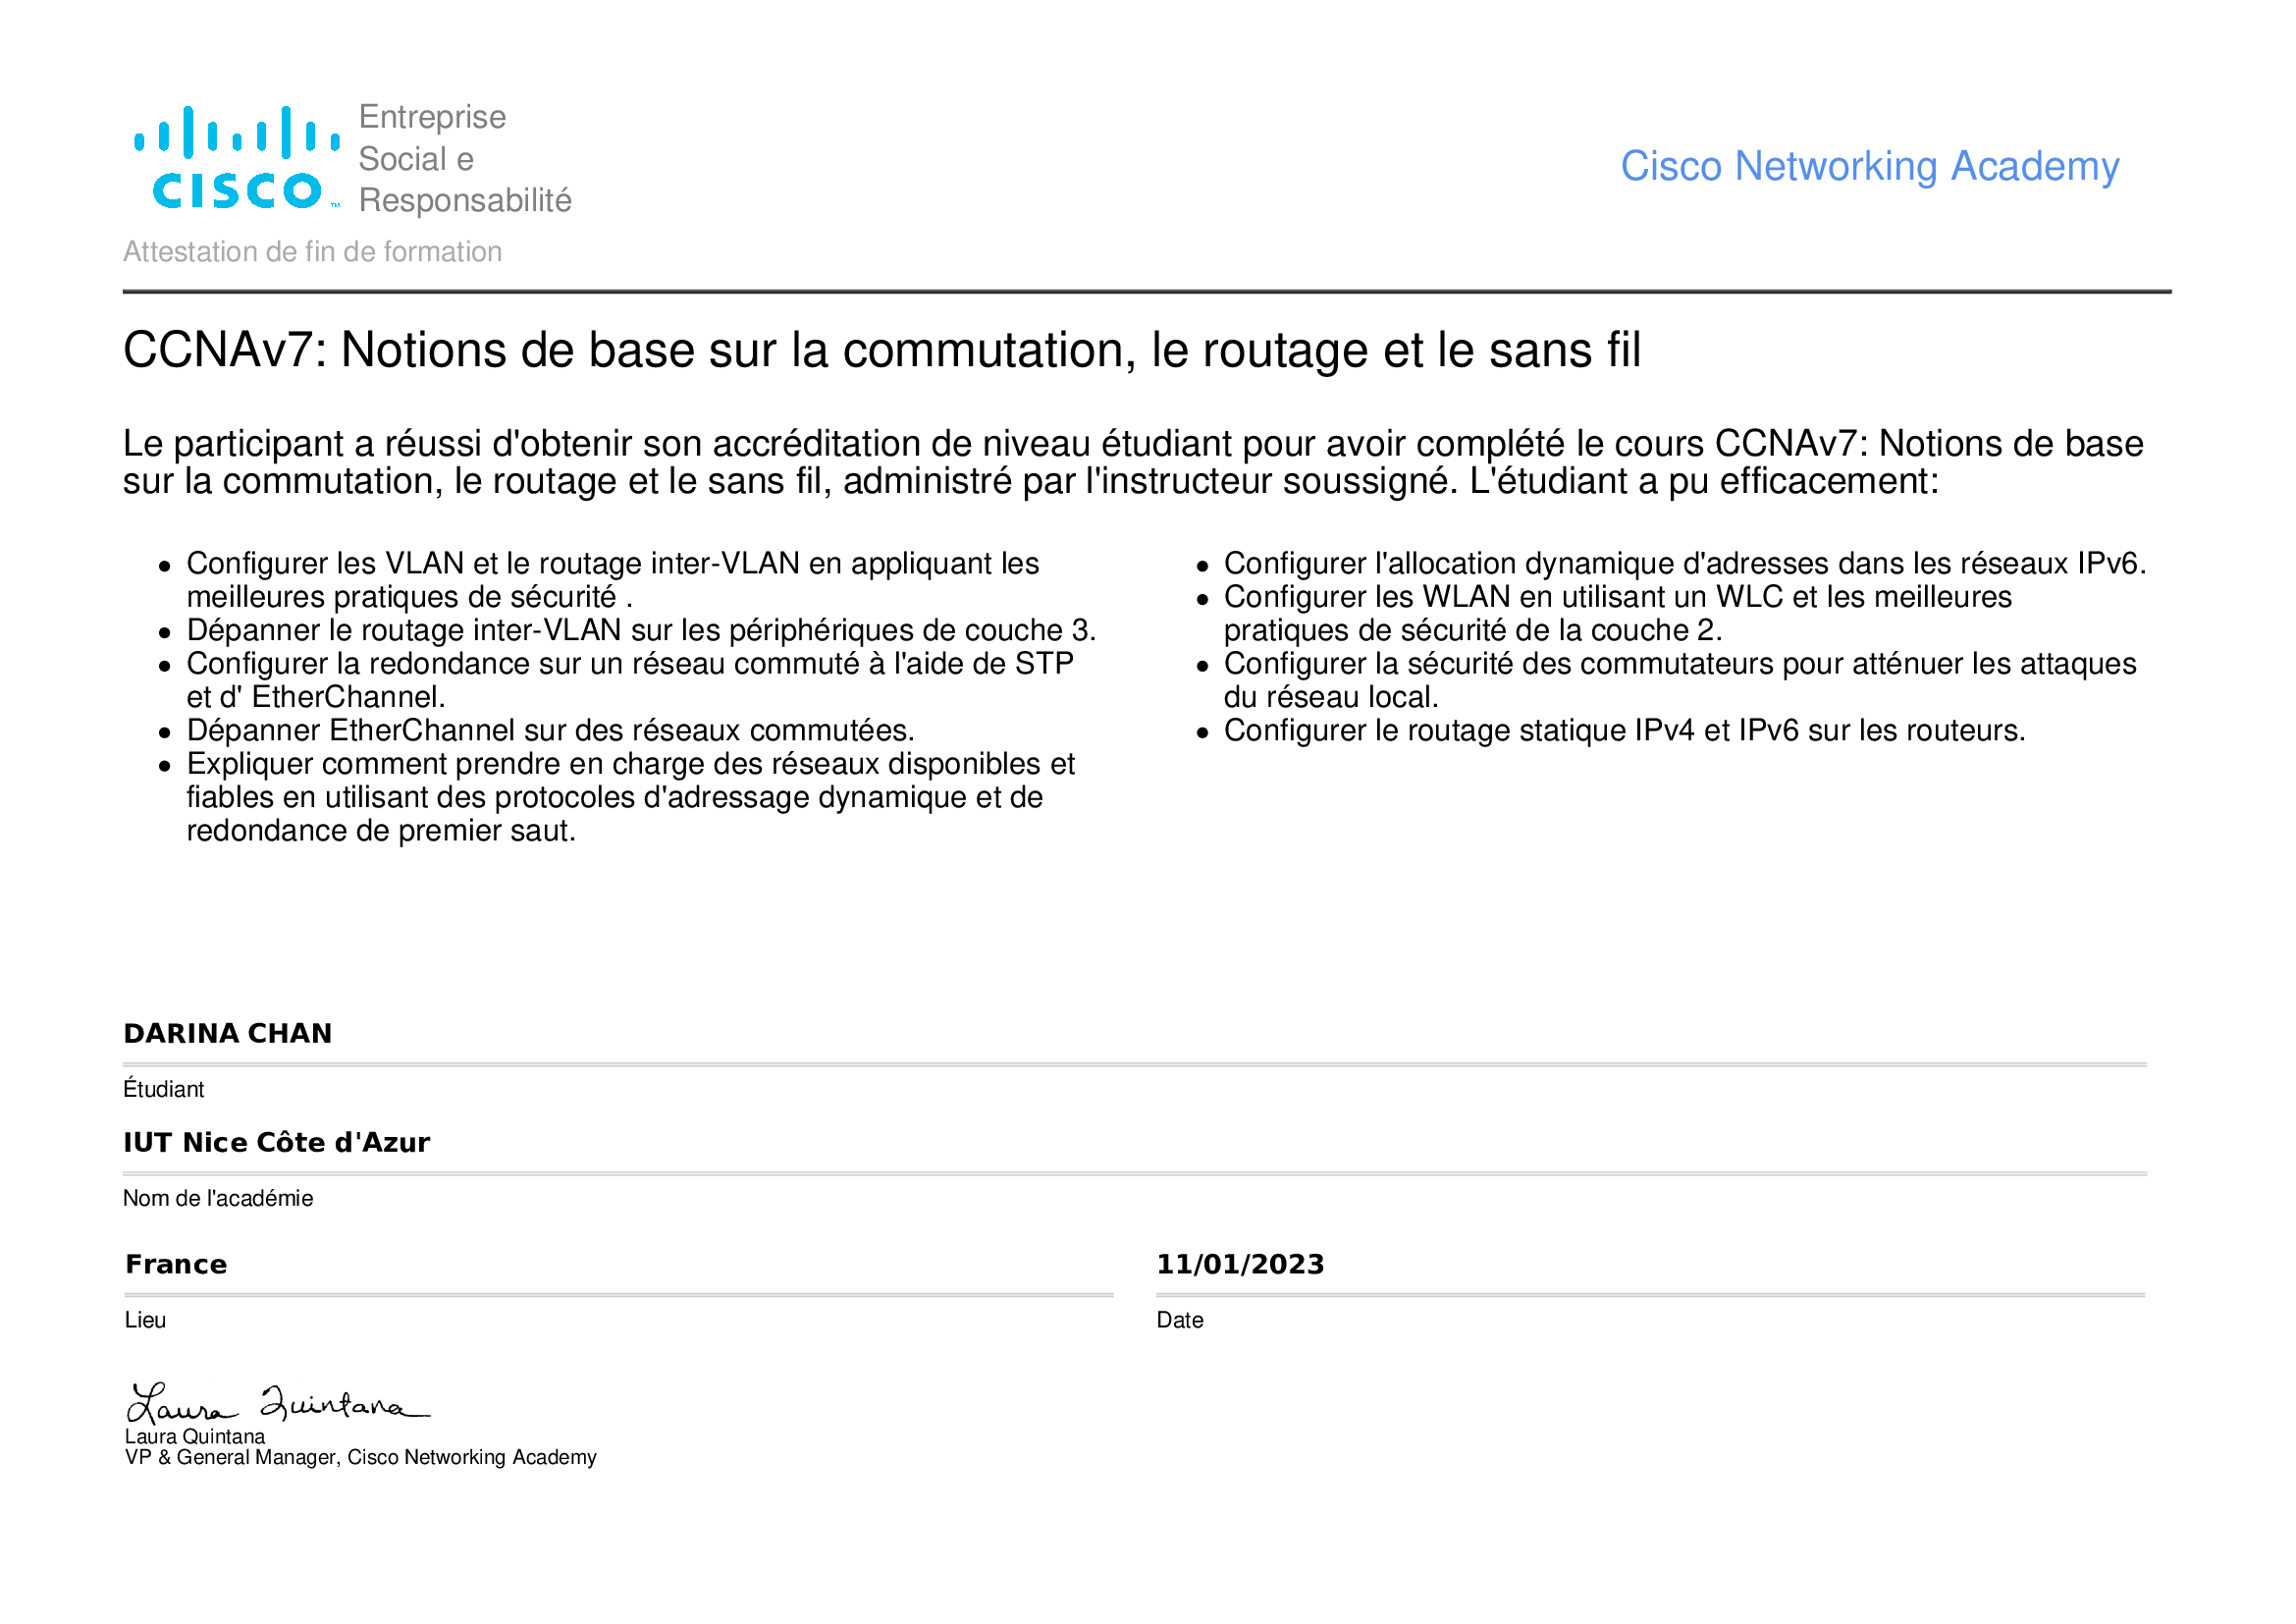 Entreprise
Social e
Responsabilité
CISCO™
Cisco Networking Academy
Attestation de fin de formation
CCNAv7: Notions de base sur la commutation, le routage et le sans fil
Le participant a réussi d'obtenir son accréditation de niveau étudiant pour avoir complété le cours CCNAv7: Notions de base
sur la commutation, le routage et le sans fil, administré par l'instructeur soussigné. L'étudiant a pu efficacement:
• Configurer les VLAN et le routage inter-VLAN en appliquant les
meilleures pratiques de sécurité .
• Dépanner le routage inter-VLAN sur les périphériques de couche 3.
• Configurer la redondance sur un réseau commuté à l'aide de STP
et d' EtherChannel.
• Dépanner EtherChannel sur des réseaux commutées.
• Expliquer comment prendre en charge des réseaux disponibles et
fiables en utilisant des protocoles d'adressage dynamique et de
redondance de premier saut.
• Configurer l'allocation dynamique d'adresses dans les réseaux IPv6.
• Configurer les WLAN en utilisant un WLC et les meilleures
pratiques de sécurité de la couche 2.
• Configurer la sécurité des commutateurs pour atténuer les attaques
du réseau local.
• Configurer le routage statique IPv4 et IPv6 sur les routeurs.
DARINA CHAN
Étudiant
IUT Nice Côte d'Azur
Nom de l'académie
France
Lieu
11/01/2023
Date
Laura Quintana
Laura Quintana
VP & General Manager, Cisco Networking Academy